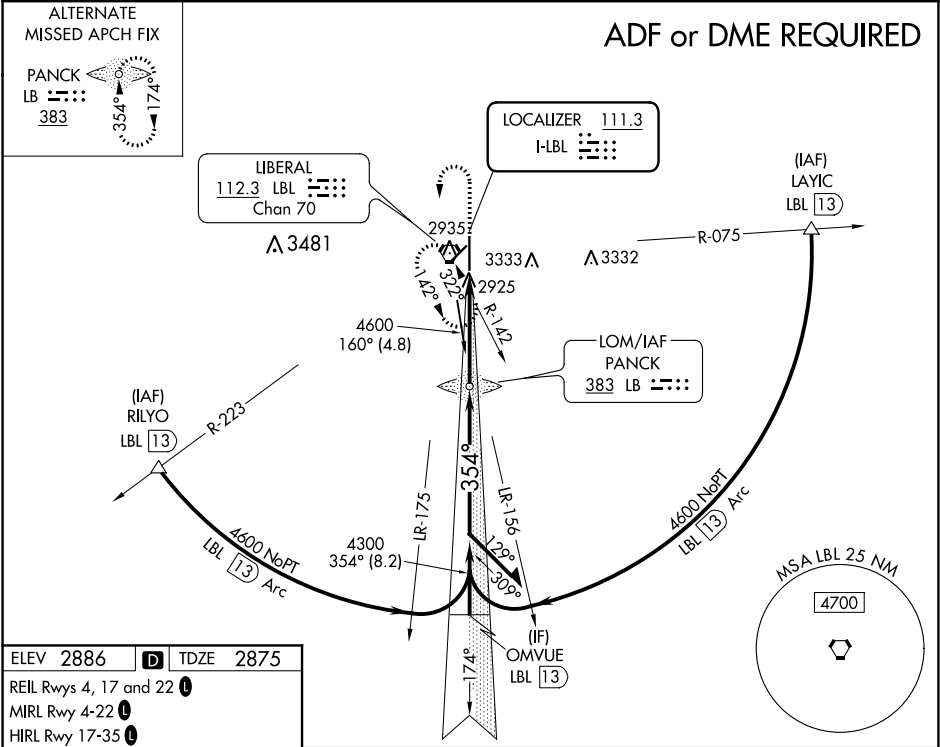 ALTERNATE
MISSED APCH FIX
PANCK
LB
383
354°
174°
ADF or DME REQUIRED
LOCALIZER 111.3
I-LBL
LIBERAL
112.3 LBL
Chan 70
(IAF)
LAYIC
LBL 13
R-075
3481
2935
3333
3332
2925
142°
322°
R-142
4600
160° (4.8)
LOM/IAF
PANCK
383 LB
(IAF)
RILYO
LBL 13
R-223
354°
LR-175
LR-156
4600 NoPT
LBL 13 Arc
4600 NoPT
LBL 13 Arc
4300
354° (8.2)
129°
309°
174°
(IF)
OMVUE
LBL 13
MSA LBL 25 NM
4700
ELEV 2886 D TDZE 2875
REIL Rwys 4, 17 and 22 L
MIRL Rwy 4-22 L
HIRL Rwy 17-35 L